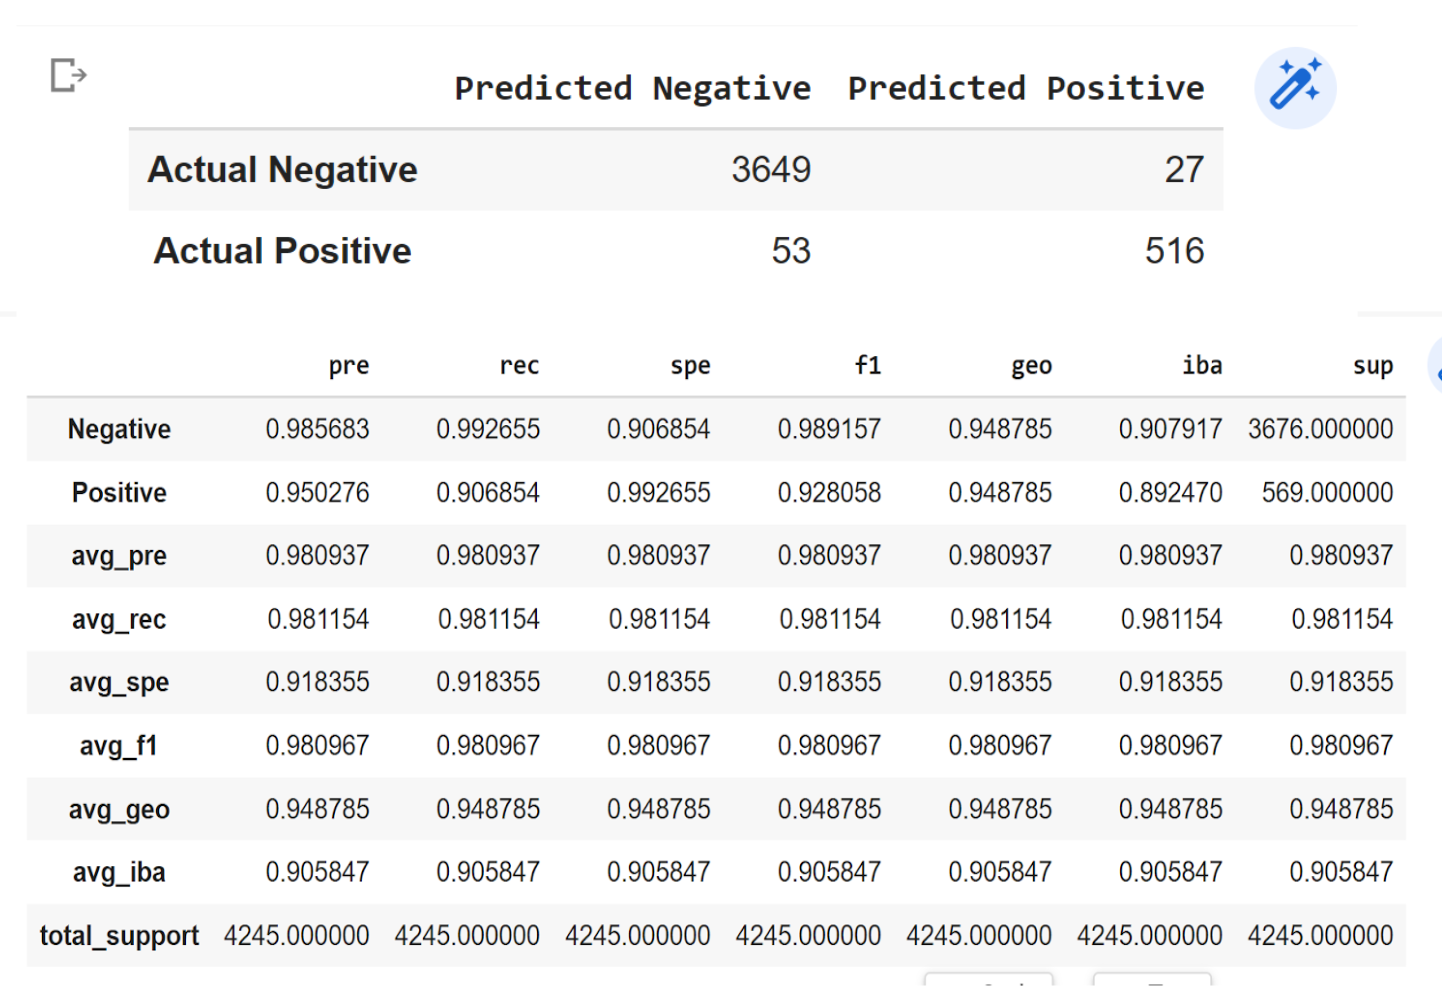 Predicted Negative Predicted Positive
Actual Negative 3649 27
Actual Positive 53 516
pre rec spe f1 geo iba sup
Negative 0.985683 0.992655 0.906854 0.989157 0.948785 0.907917 3676.000000
Positive 0.950276 0.906854 0.992655 0.928058 0.948785 0.892470 569.000000
avg_pre 0.980937 0.980937 0.980937 0.980937 0.980937 0.980937 0.980937
avg_rec 0.981154 0.981154 0.981154 0.981154 0.981154 0.981154 0.981154
avg_spe 0.918355 0.918355 0.918355 0.918355 0.918355 0.918355 0.918355
avg_f1 0.980967 0.980967 0.980967 0.980967 0.980967 0.980967 0.980967
avg_geo 0.948785 0.948785 0.948785 0.948785 0.948785 0.948785 0.948785
avg_iba 0.905847 0.905847 0.905847 0.905847 0.905847 0.905847 0.905847
total_support 4245.000000 4245.000000 4245.000000 4245.000000 4245.000000 4245.000000 4245.000000